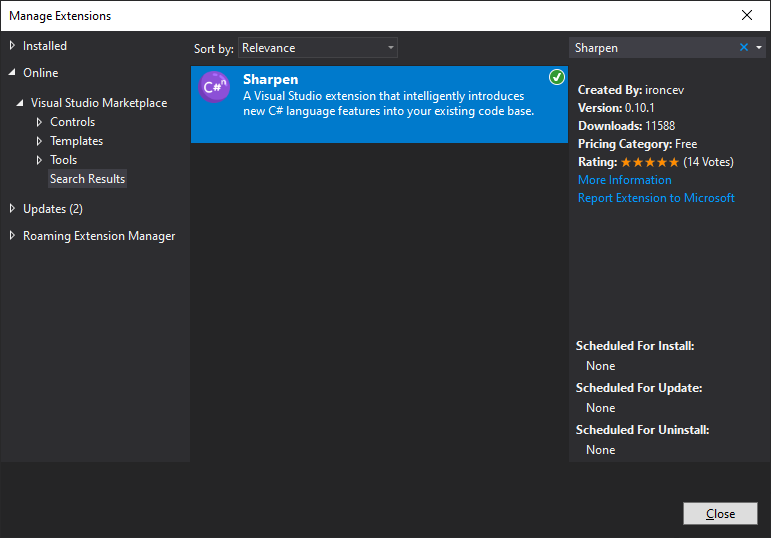 Manage Extensions
Installed
Online
Visual Studio Marketplace
Controls
Templates
Tools
Search Results
Updates (2)
Roaming Extension Manager
Sort by: Relevance
C#n
Sharpen
A Visual Studio extension that intelligently introduces
new C# language features into your existing code base.
Sharpen
Created By: ironcev
Version: 0.10.1
Downloads: 11588
Pricing Category: Free
Rating: ★★★★★ (14 Votes)
More Information
Report Extension to Microsoft
Scheduled For Install:
None
Scheduled For Update:
None
Scheduled For Uninstall:
None
Close